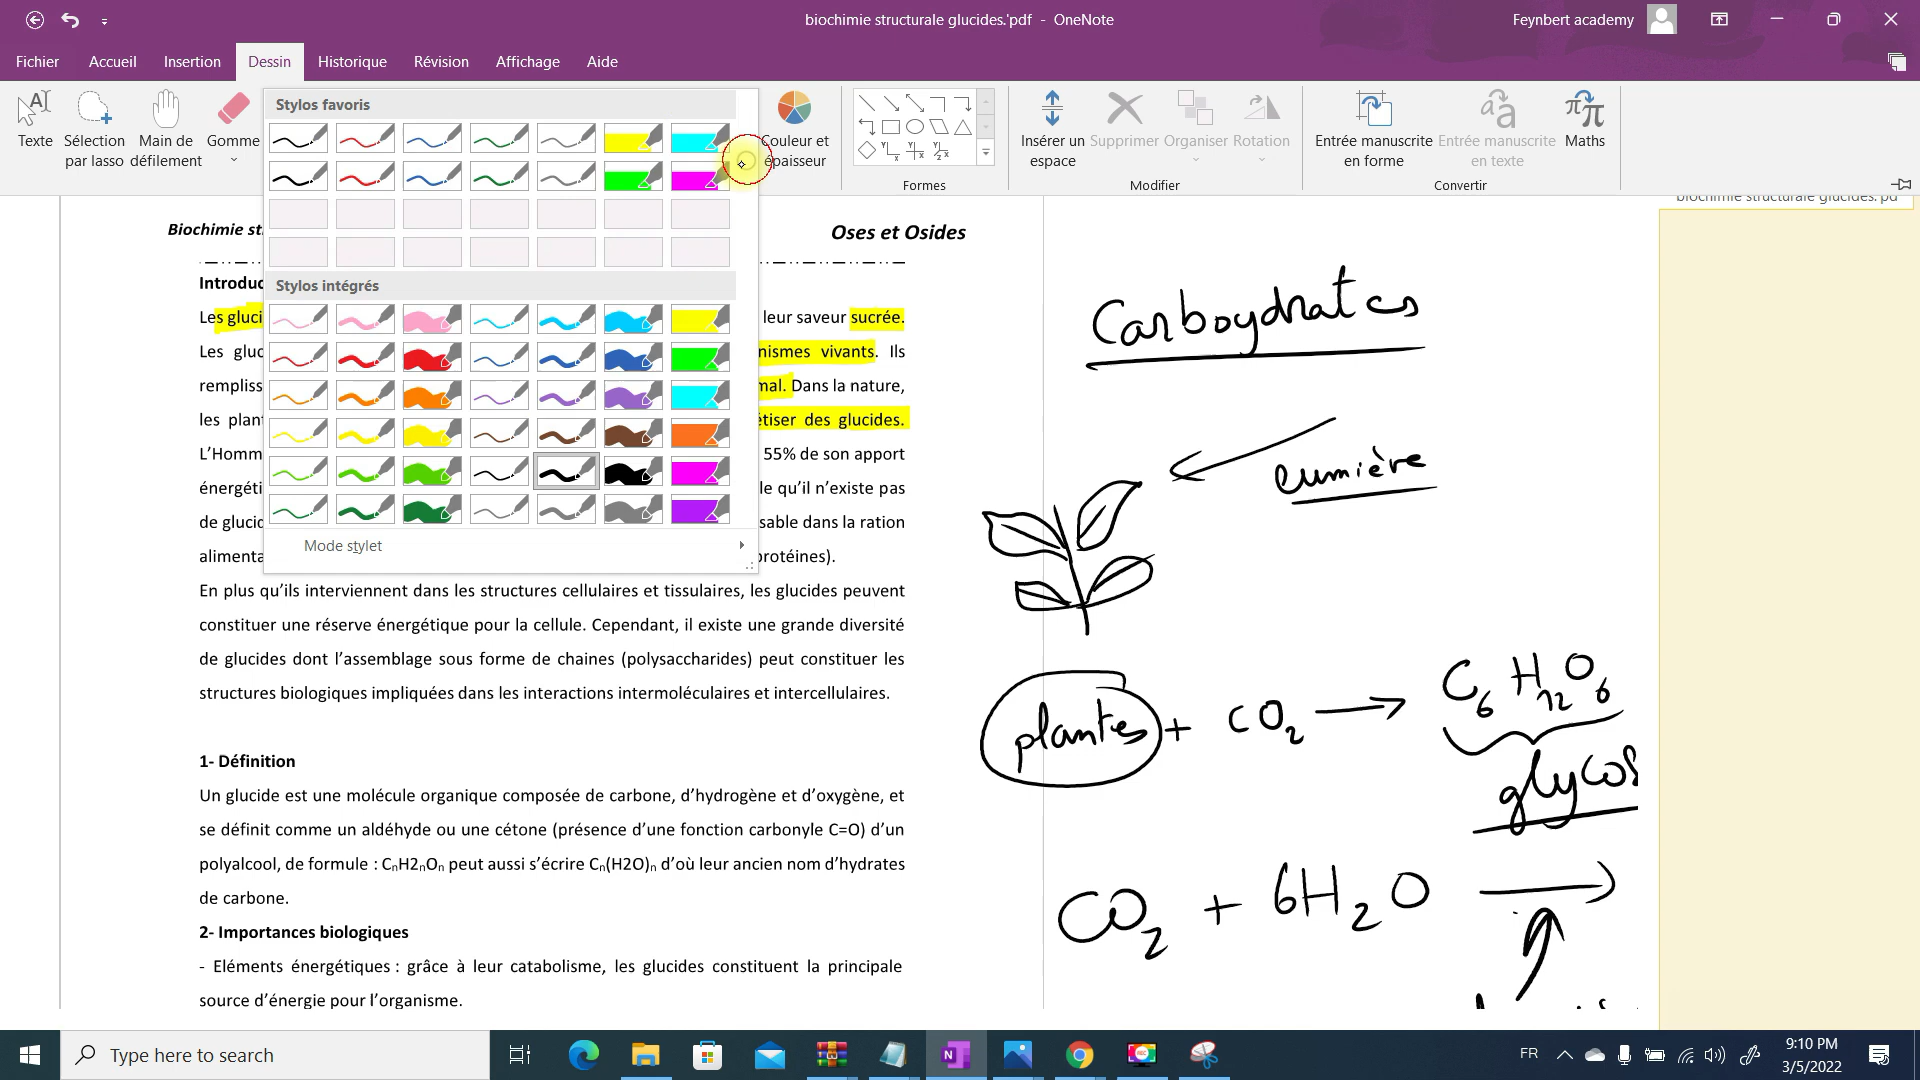 biochimie structurale glucides.'pdf - OneNote
Feynbert academy
Fichier Accueil Insertion Dessin Historique Révision Affichage Aide
Texte
Sélection par lasso
Main de défilement
Gomme
Stylos favoris
Couleur et épaisseur
Formes
Insérer un espace
Supprimer
Organiser
Rotation
Modifier
Entrée manuscrite en forme
Entrée manuscrite en texte
Maths
Convertir
Stylos intégrés
Mode stylet
biochimie structurale glucides.'pd
Biochimie st
Oses et Osides
Introduc
Les gluci leur saveur sucrée.
Les gluc nismes vivants. Ils
rempliss mal. Dans la nature,
les plant étiser des glucides.
L'Homm 55% de son apport
énergéti le qu'il n'existe pas
de glucid sable dans la ration
alimenta protéines).
En plus qu'ils interviennent dans les structures cellulaires et tissulaires, les glucides peuvent
constituer une réserve énergétique pour la cellule. Cependant, il existe une grande diversité
de glucides dont l'assemblage sous forme de chaines (polysaccharides) peut constituer les
structures biologiques impliquées dans les interactions intermoléculaires et intercellulaires.
1- Définition
Un glucide est une molécule organique composée de carbone, d'hydrogène et d'oxygène, et
se définit comme un aldéhyde ou une cétone (présence d'une fonction carbonyle C=O) d'un
polyalcool, de formule : CₙH2ₙOₙ peut aussi s'écrire Cₙ(H2O)ₙ d'où leur ancien nom d'hydrates
de carbone.
2- Importances biologiques
- Eléments énergétiques : grâce à leur catabolisme, les glucides constituent la principale
source d'énergie pour l'organisme.
Carboydrates
lumière
plantes + CO₂ → C₆H₁₂O₆
glycos
CO₂ + 6H₂O →
Type here to search
FR
9:10 PM
3/5/2022